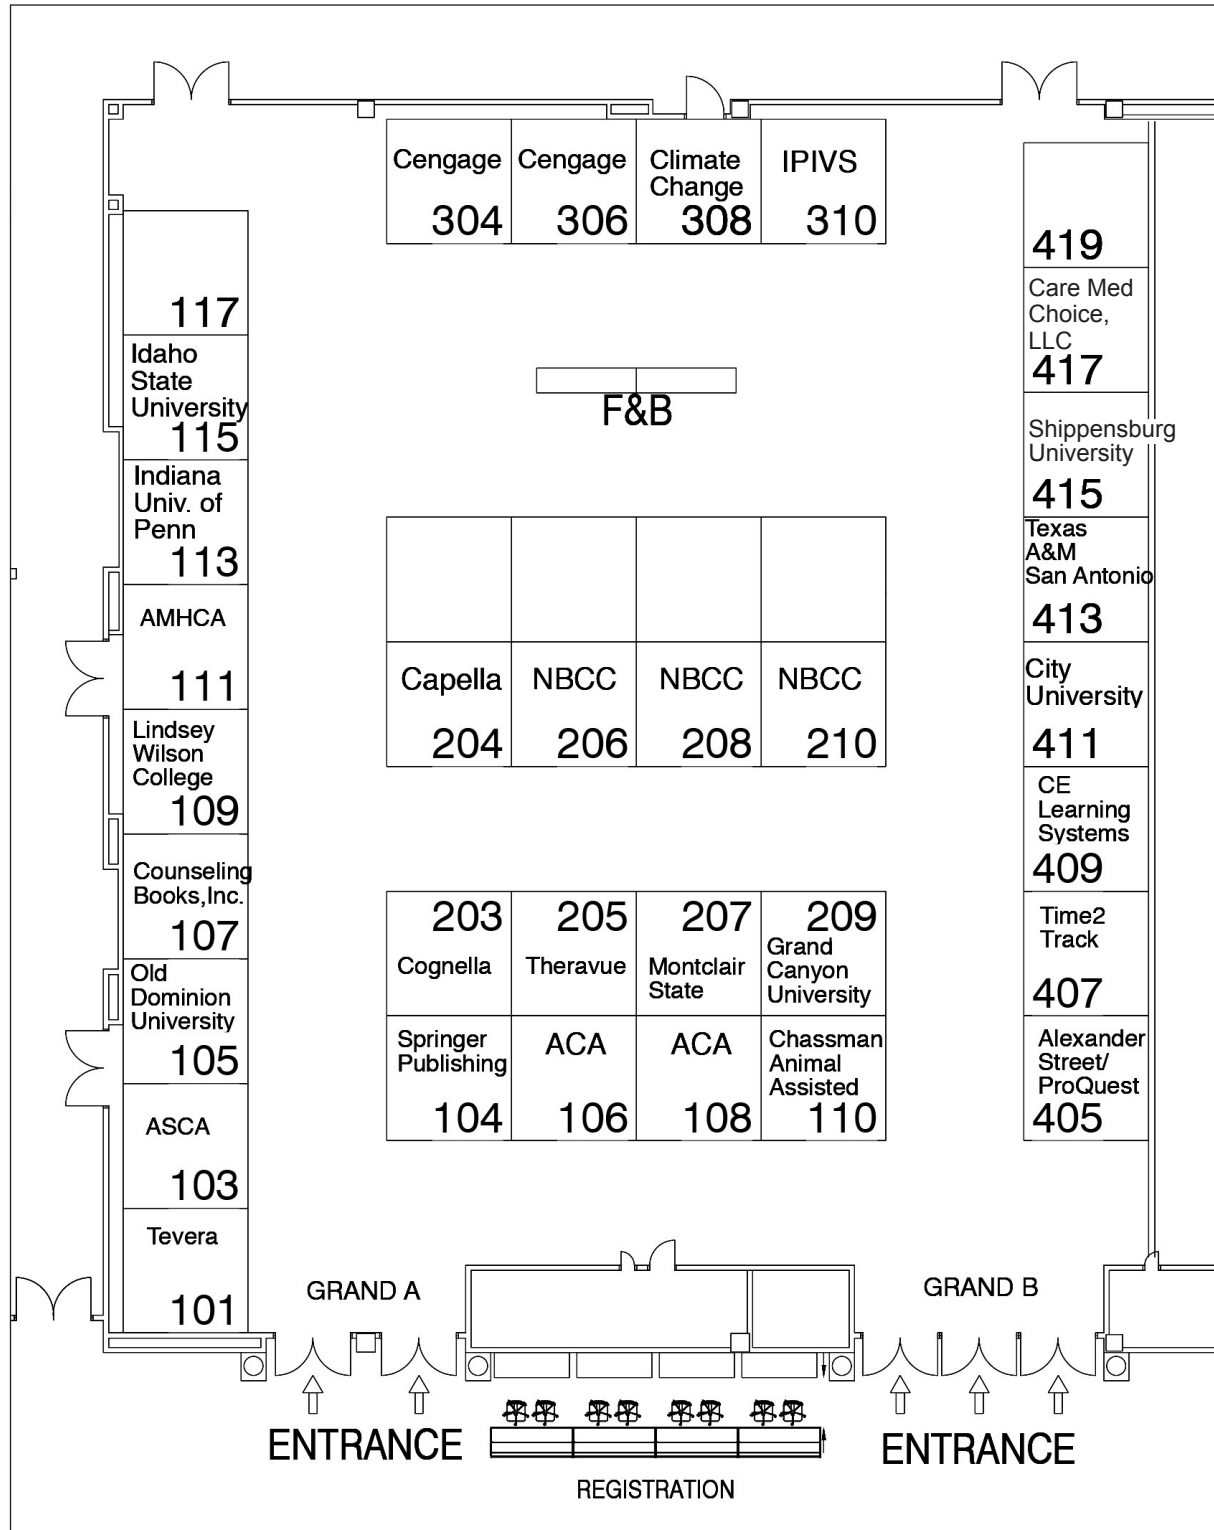 Cengage
304
Cengage
306
Climate
Change
308
IPIVS
310
117
Idaho
State
University
115
Indiana
Univ. of
Penn
113
AMHCA
111
Lindsey
Wilson
College
109
Counseling
Books,Inc.
107
Old
Dominion
University
105
ASCA
103
Tevera
101
F&B
Capella
204
NBCC
206
NBCC
208
NBCC
210
203
Cognella
205
Theravue
207
Montclair
State
209
Grand
Canyon
University
Springer
Publishing
104
ACA
106
ACA
108
Chassman
Animal
Assisted
110
419
Care Med
Choice,
LLC
417
Shippensburg
University
415
Texas
A&M
San Antonio
413
City
University
411
CE
Learning
Systems
409
Time2
Track
407
Alexander
Street/
ProQuest
405
GRAND A
GRAND B
ENTRANCE
ENTRANCE
REGISTRATION